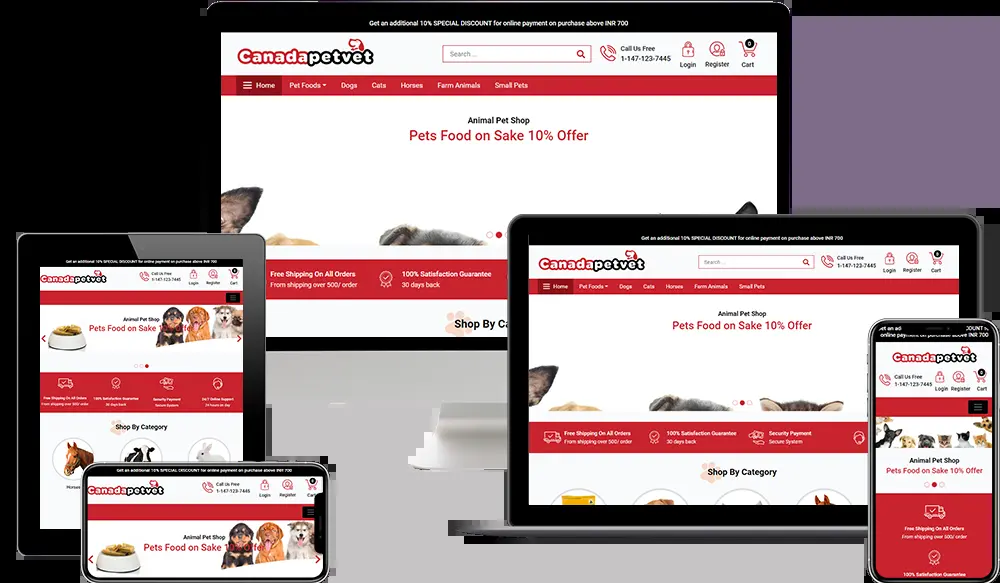 Get an additional 10% SPECIAL DISCOUNT for online payment on purchase above INR 700
Canadapetvet
Search ...
Call Us Free
1-147-123-7445
Login
Register
0
Cart
Home
Pet Foods
Dogs
Cats
Horses
Farm Animals
Small Pets
Animal Pet Shop
Pets Food on Sake 10% Offer
Free Shipping On All Orders
From shipping over 500/ order
100% Satisfaction Guarantee
30 days back
Shop By Ca
Get an additional 10% SPECIAL DISCOUNT for online payment on purchase above INR 700
Canadapetvet
Call Us Free
1-147-123-7445
Login
Register
0
Cart
Animal Pet Shop
Pets Food on Sake 10% Offer
Free Shipping On All Orders
From shipping over 500/ order
100% Satisfaction Guarantee
30 days back
Security Payment
Secure System
24/7 Online Support
24 hours on day
Shop By Category
Horses
Get an additional 10% SPECIAL DISCOUNT for online payment on purchase above INR 700
Canadapetvet
Search ...
Call Us Free
1-147-123-7445
Login
Register
0
Cart
Home
Pet Foods
Dogs
Cats
Horses
Farm Animals
Small Pets
Animal Pet Shop
Pets Food on Sake 10% Offer
Free Shipping On All Orders
From shipping over 500/ order
100% Satisfaction Guarantee
30 days back
Security Payment
Secure System
Shop By Category
Get an additional 10% SPECIAL DISCOUNT for online payment on purchase above INR 700
Canadapetvet
Call Us Free
1-147-123-7445
Login
Register
0
Cart
Animal Pet Shop
Pets Food on Sake 10% Offer
Get an ad
OUNT for
online payment on purchase above INR 700
Canadapetvet
Call Us Free
1-147-123-7445
Login
Register
0
Cart
Animal Pet Shop
Pets Food on Sake 10% Offer
Free Shipping On All Orders
From shipping over 500/ order
100% Satisfaction Guarantee